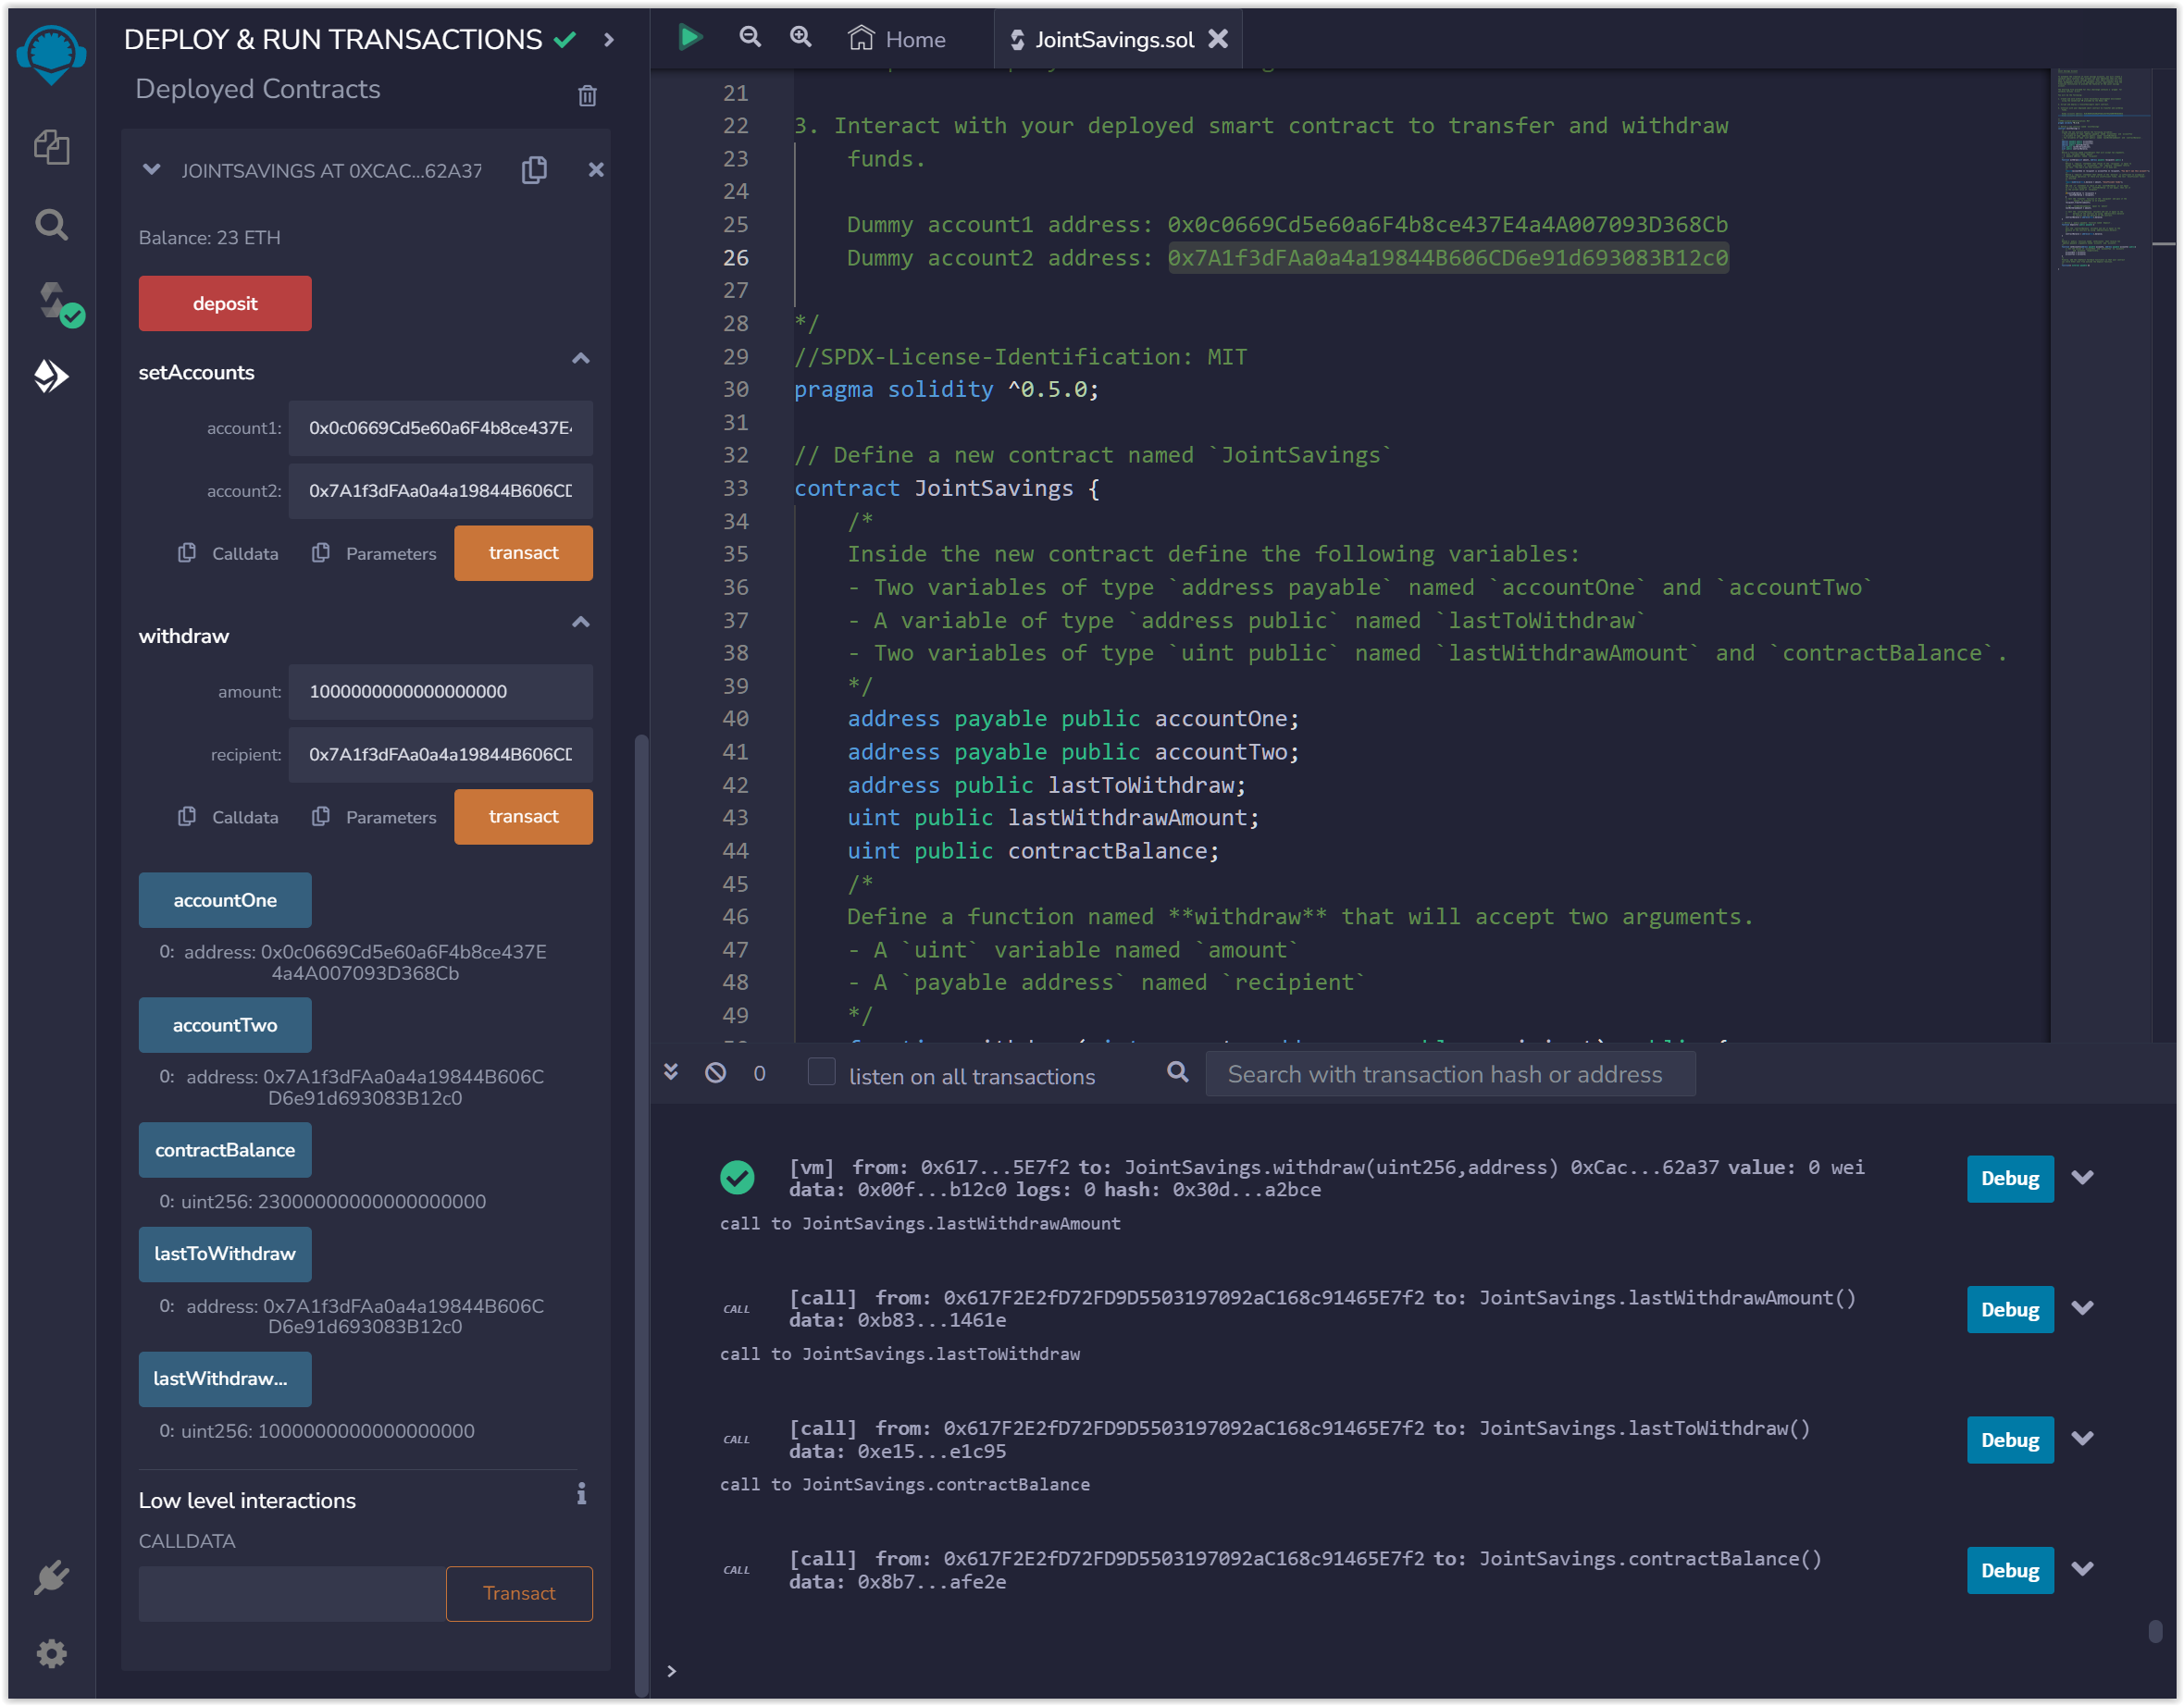 DEPLOY & RUN TRANSACTIONS
Deployed Contracts
JOINTSAVINGS AT 0XCAC...62A37
Balance: 23 ETH
deposit
setAccounts
account1: 0x0c0669Cd5e60a6F4b8ce437E4
account2: 0x7A1f3dFAa0a4a19844B606CD
Calldata Parameters transact
withdraw
amount: 1000000000000000000
recipient: 0x7A1f3dFAa0a4a19844B606CD
Calldata Parameters transact
accountOne
0: address: 0x0c0669Cd5e60a6F4b8ce437E
4a4A007093D368Cb
accountTwo
0: address: 0x7A1f3dFAa0a4a19844B606C
D6e91d693083B12c0
contractBalance
0: uint256: 23000000000000000000
lastToWithdraw
0: address: 0x7A1f3dFAa0a4a19844B606C
D6e91d693083B12c0
lastWithdraw...
0: uint256: 1000000000000000000
Low level interactions
CALLDATA
Transact
Home JointSavings.sol
21
22 3. Interact with your deployed smart contract to transfer and withdraw
23 funds.
24
25 Dummy account1 address: 0x0c0669Cd5e60a6F4b8ce437E4a4A007093D368Cb
26 Dummy account2 address: 0x7A1f3dFAa0a4a19844B606CD6e91d693083B12c0
27
28 */
29 //SPDX-License-Identification: MIT
30 pragma solidity ^0.5.0;
31
32 // Define a new contract named `JointSavings`
33 contract JointSavings {
34 /*
35 Inside the new contract define the following variables:
36 - Two variables of type `address payable` named `accountOne` and `accountTwo`
37 - A variable of type `address public` named `lastToWithdraw`
38 - Two variables of type `uint public` named `lastWithdrawAmount` and `contractBalance`.
39 */
40 address payable public accountOne;
41 address payable public accountTwo;
42 address public lastToWithdraw;
43 uint public lastWithdrawAmount;
44 uint public contractBalance;
45 /*
46 Define a function named **withdraw** that will accept two arguments.
47 - A `uint` variable named `amount`
48 - A `payable address` named `recipient`
49 */
0 listen on all transactions Search with transaction hash or address
[vm] from: 0x617...5E7f2 to: JointSavings.withdraw(uint256,address) 0xCac...62a37 value: 0 wei
data: 0x00f...b12c0 logs: 0 hash: 0x30d...a2bce
Debug
call to JointSavings.lastWithdrawAmount
CALL [call] from: 0x617F2E2fD72FD9D5503197092aC168c91465E7f2 to: JointSavings.lastWithdrawAmount()
data: 0xb83...1461e
Debug
call to JointSavings.lastToWithdraw
CALL [call] from: 0x617F2E2fD72FD9D5503197092aC168c91465E7f2 to: JointSavings.lastToWithdraw()
data: 0xe15...e1c95
Debug
call to JointSavings.contractBalance
CALL [call] from: 0x617F2E2fD72FD9D5503197092aC168c91465E7f2 to: JointSavings.contractBalance()
data: 0x8b7...afe2e
Debug
>